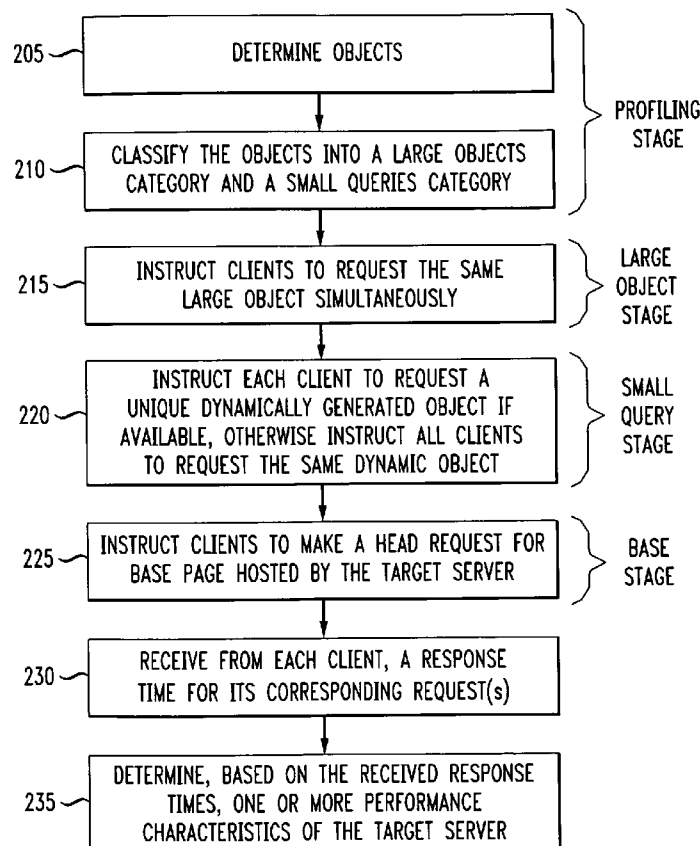 205
DETERMINE OBJECTS
PROFILING
STAGE
210
CLASSIFY THE OBJECTS INTO A LARGE OBJECTS
CATEGORY AND A SMALL QUERIES CATEGORY
215
INSTRUCT CLIENTS TO REQUEST THE SAME
LARGE OBJECT SIMULTANEOUSLY
LARGE
OBJECT
STAGE
220
INSTRUCT EACH CLIENT TO REQUEST A
UNIQUE DYNAMICALLY GENERATED OBJECT IF
AVAILABLE, OTHERWISE INSTRUCT ALL CLIENTS
TO REQUEST THE SAME DYNAMIC OBJECT
SMALL
QUERY
STAGE
225
INSTRUCT CLIENTS TO MAKE A HEAD REQUEST FOR
BASE PAGE HOSTED BY THE TARGET SERVER
BASE
STAGE
230
RECEIVE FROM EACH CLIENT, A RESPONSE
TIME FOR ITS CORRESPONDING REQUEST(s)
235
DETERMINE, BASED ON THE RECEIVED RESPONSE
TIMES, ONE OR MORE PERFORMANCE
CHARACTERISTICS OF THE TARGET SERVER